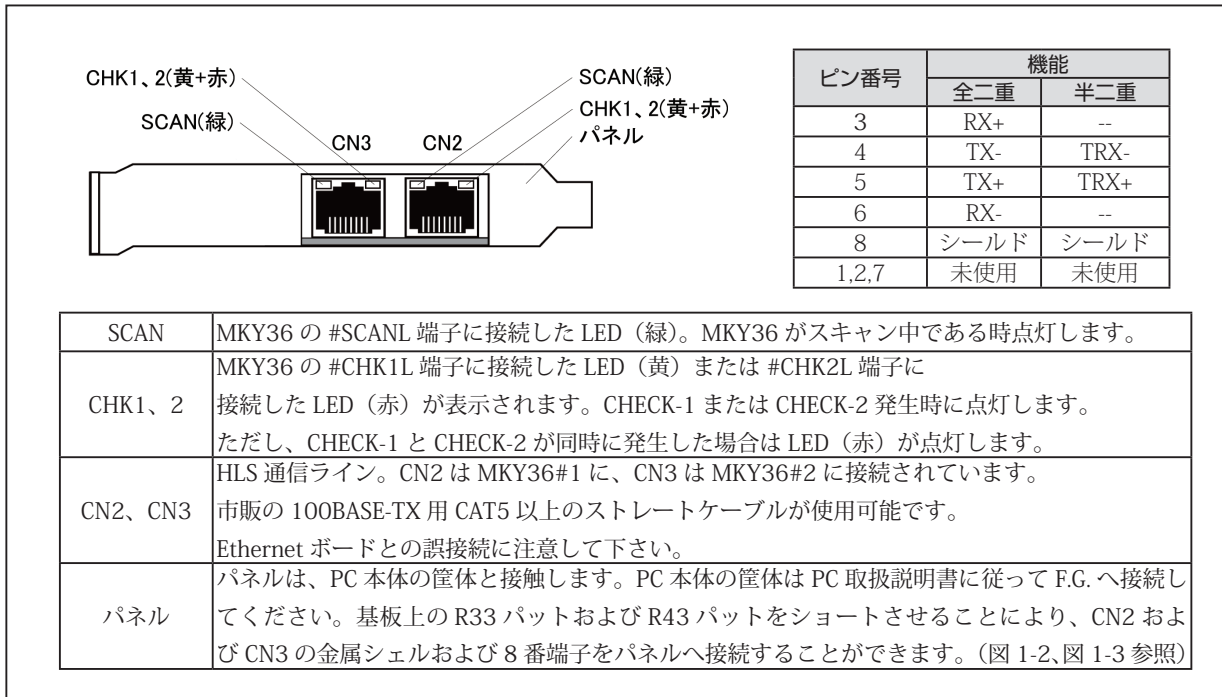 CHK1、2(黄+赤)
SCAN(緑)
CN3
CN2
SCAN(緑)
CHK1、2(黄+赤)
パネル
ピン番号 機能
全二重 半二重
3 RX+ --
4 TX- TRX-
5 TX+ TRX+
6 RX- --
8 シールド シールド
1,2,7 未使用 未使用
SCAN MKY36 の #SCANL 端子に接続した LED（緑）。MKY36 がスキャン中である時点灯します。
MKY36 の #CHK1L 端子に接続した LED（黄）または #CHK2L 端子に
CHK1、2 接続した LED（赤）が表示されます。CHECK-1 または CHECK-2 発生時に点灯します。
ただし、CHECK-1 と CHECK-2 が同時に発生した場合は LED（赤）が点灯します。
HLS 通信ライン。CN2 は MKY36#1 に、CN3 は MKY36#2 に接続されています。
CN2、CN3 市販の 100BASE-TX 用 CAT5 以上のストレートケーブルが使用可能です。
Ethernet ボードとの誤接続に注意して下さい。
パネルは、PC 本体の筐体と接触します。PC 本体の筐体は PC 取扱説明書に従って F.G. へ接続し
パネル てください。基板上の R33 パットおよび R43 パットをショートさせることにより、CN2 およ
び CN3 の金属シェルおよび 8 番端子をパネルへ接続することができます。（図 1-2、図 1-3 参照）